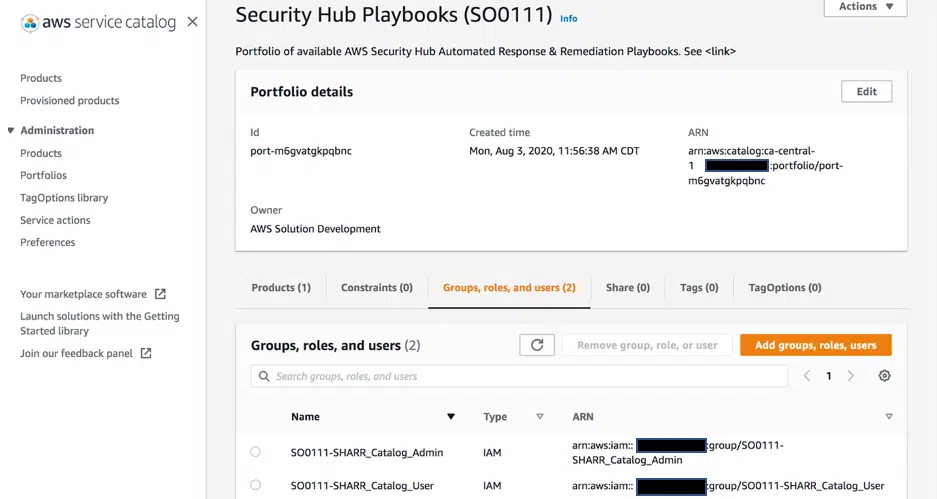 aws service catalog
Products
Provisioned products
Administration
Products
Portfolios
TagOptions library
Service actions
Preferences
Your marketplace software
Launch solutions with the Getting
Started library
Join our feedback panel
Security Hub Playbooks (SO0111) Info
Actions
Portfolio of available AWS Security Hub Automated Response & Remediation Playbooks. See <link>
Portfolio details
Edit
Id
port-m6gvatgkpqbnc
Created time
Mon, Aug 3, 2020, 11:56:38 AM CDT
ARN
arn:aws:catalog:ca-central-
1 :portfolio/port-
m6gvatgkpqbnc
Owner
AWS Solution Development
Products (1) Constraints (0) Groups, roles, and users (2) Share (0) Tags (0) TagOptions (0)
Groups, roles, and users (2)
Remove group, role, or user
Add groups, roles, users
Search groups, roles, and users
1
Name Type ARN
SO0111-SHARR_Catalog_Admin IAM arn:aws:iam:: :group/SO0111-
SHARR_Catalog_Admin
SO0111-SHARR_Catalog_User IAM arn:aws:iam:: :group/SO0111-SHARR_Catalog_User